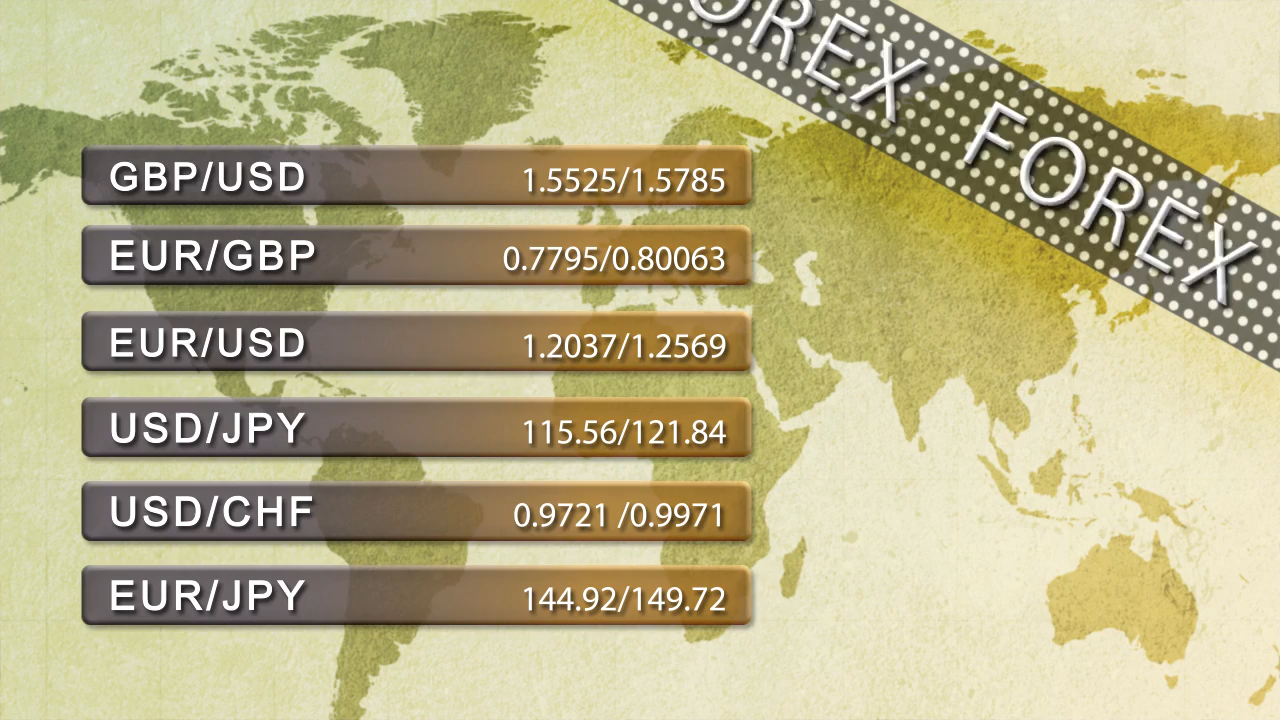 OREX FOREX
GBP/USD 1.5525/1.5785
EUR/GBP 0.7795/0.80063
EUR/USD 1.2037/1.2569
USD/JPY 115.56/121.84
USD/CHF 0.9721 /0.9971
EUR/JPY 144.92/149.72